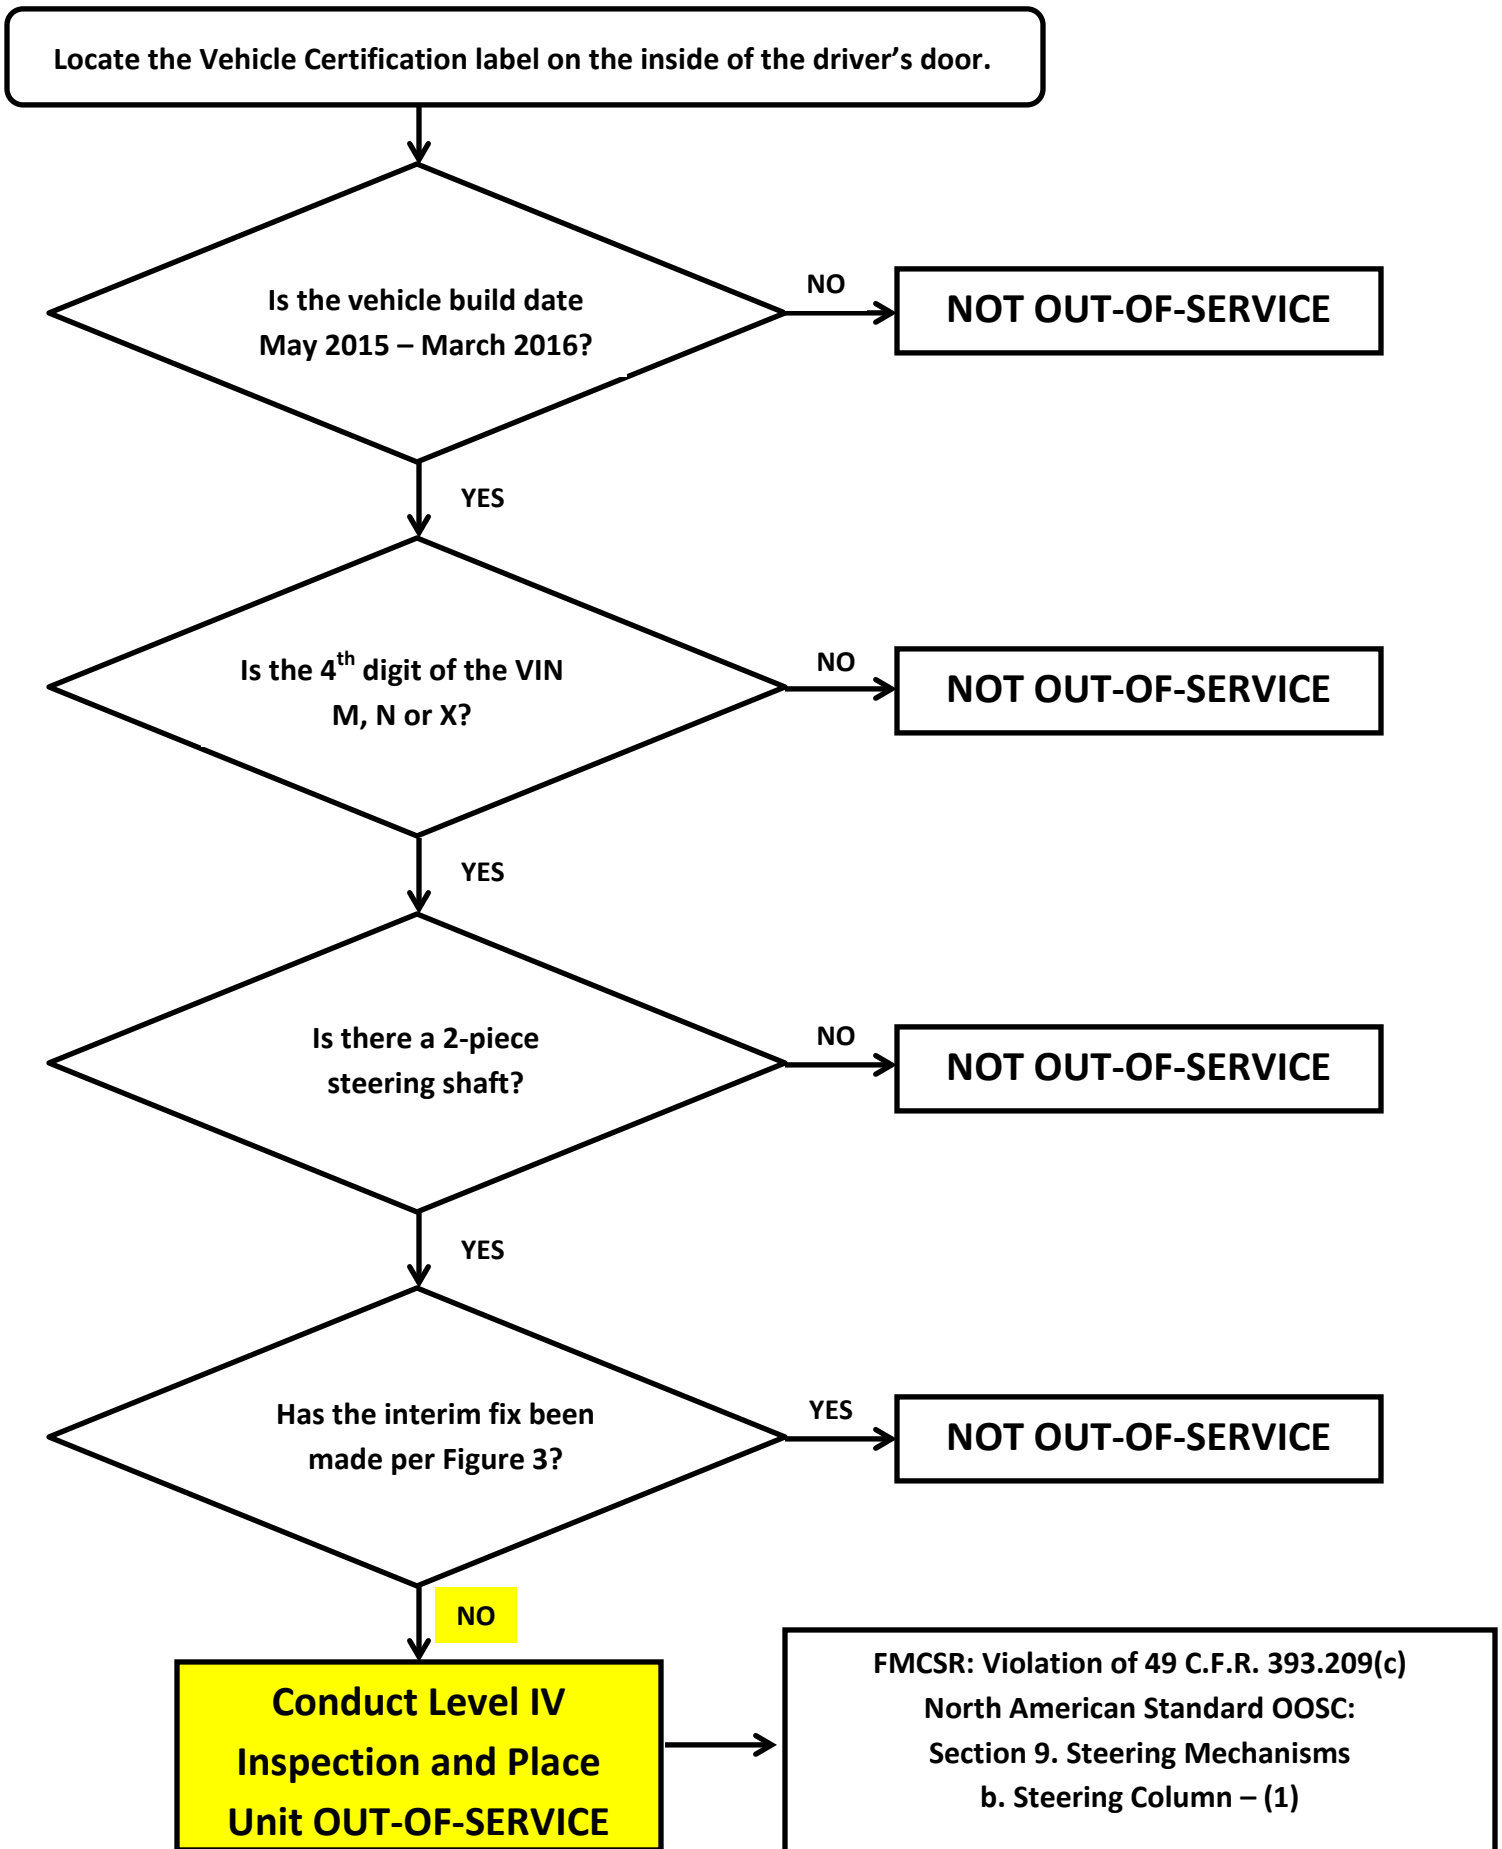 Locate the Vehicle Certification label on the inside of the driver’s door.
Is the vehicle build date
May 2015 – March 2016?
NO
NOT OUT-OF-SERVICE
YES
Is the 4th digit of the VIN
M, N or X?
NO
NOT OUT-OF-SERVICE
YES
Is there a 2-piece
steering shaft?
NO
NOT OUT-OF-SERVICE
YES
Has the interim fix been
made per Figure 3?
YES
NOT OUT-OF-SERVICE
NO
Conduct Level IV
Inspection and Place
Unit OUT-OF-SERVICE
FMCSR: Violation of 49 C.F.R. 393.209(c)
North American Standard OOSC:
Section 9. Steering Mechanisms
b. Steering Column – (1)